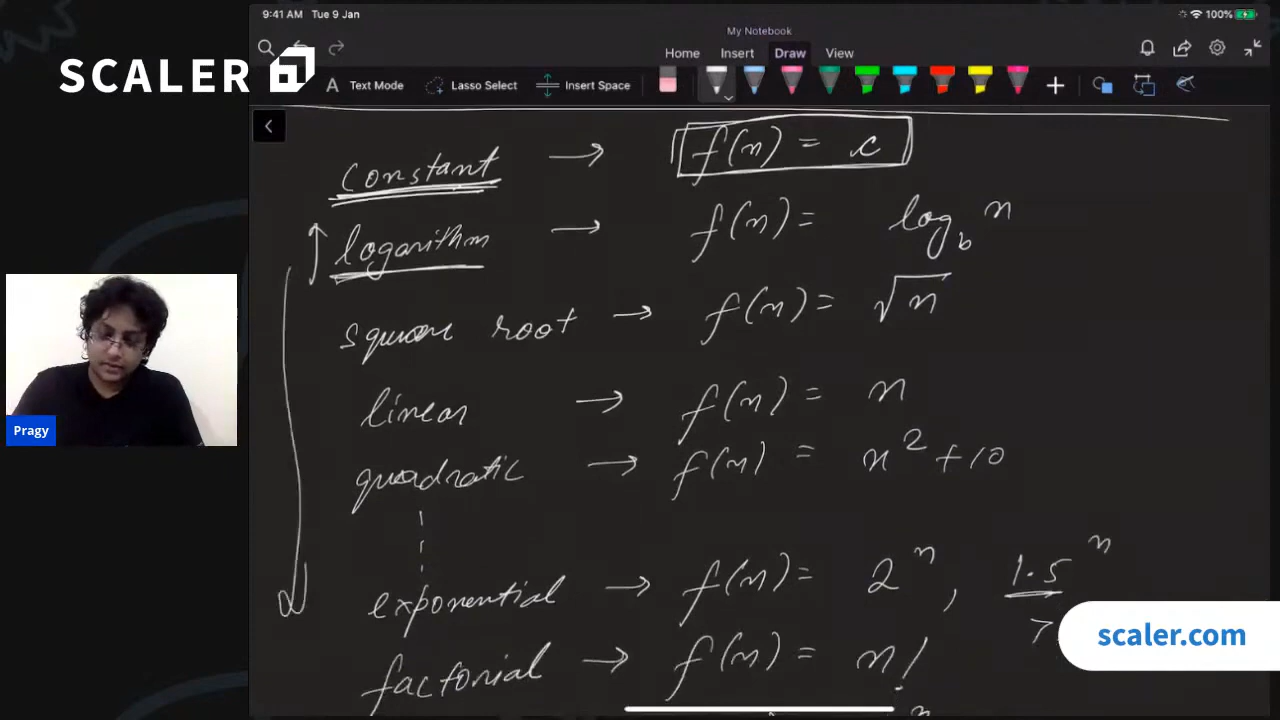 9:41 AM Tue 9 Jan
100%
My Notebook
Home Insert Draw View
SCALER
A Text Mode Lasso Select Insert Space
constant → f(n) = c
logarithm → f(n) = log_b n
square root → f(n) = √n
linear → f(n) = n
quadratic → f(n) = n² + 10
exponential → f(n) = 2ⁿ, 1.5ⁿ
>
factorial → f(n) = n!
n
Pragy
scaler.com